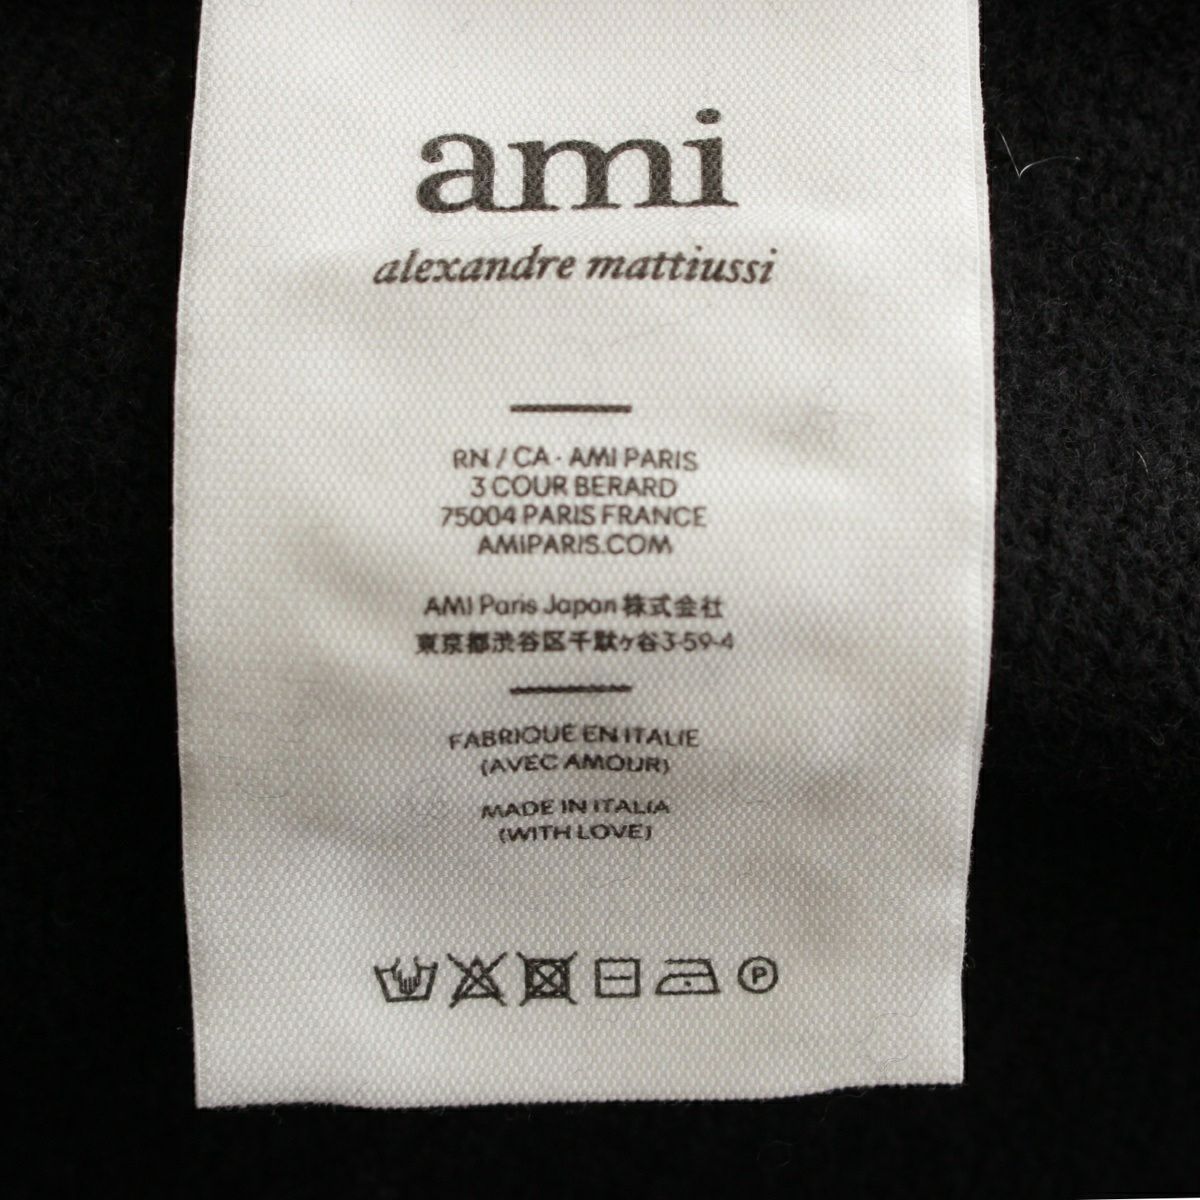 ami
alexandre mattiussi
RN / CA · AMI PARIS
3 COUR BERARD
75004 PARIS FRANCE
AMIPARIS.COM
AMI Paris Japan 株式会社
東京都渋谷区千駄ヶ谷3-59-4
FABRIQUÉ EN ITALIE
(AVEC AMOUR)
MADE IN ITALIA
(WITH LOVE)
P